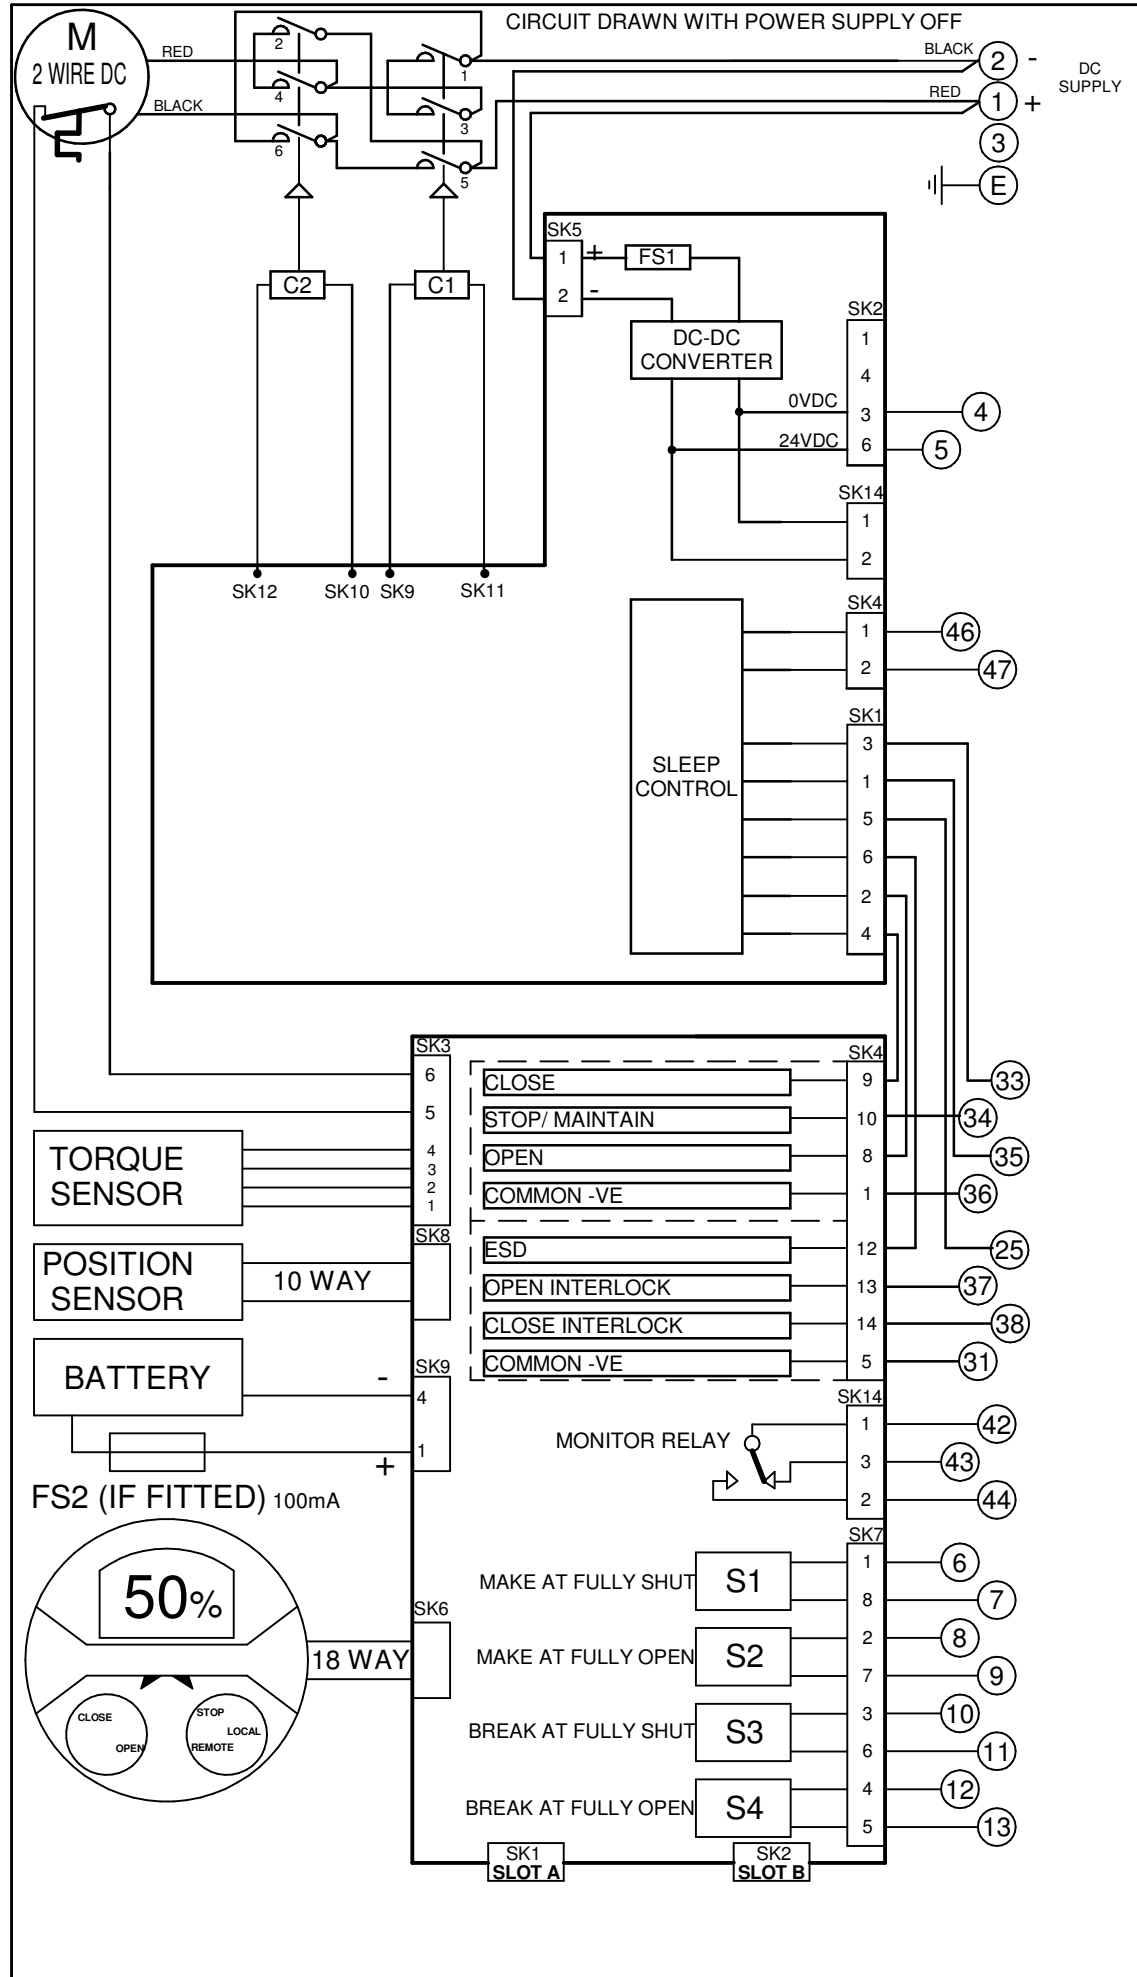 CIRCUIT DRAWN WITH POWER SUPPLY OFF
M
2 WIRE DC
RED
BLACK
2
4
6
1
3
5
BLACK
2 -
RED
1 +
DC
SUPPLY
3
E
C2
C1
SK5
1 +
2 -
FS1
DC-DC
CONVERTER
SK2
1
4
0VDC 3 4
24VDC 6 5
SK14
1
2
SK12 SK10 SK9 SK11
SLEEP
CONTROL
SK4
1 46
2 47
SK1
3
1
5
6
2
4
SK3
6
5
4
3
2
1
TORQUE
SENSOR
SK8
POSITION
SENSOR
10 WAY
BATTERY
SK9
- 4
+ 1
FS2 (IF FITTED) 100mA
50%
CLOSE
OPEN
STOP
LOCAL
REMOTE
18 WAY
SK6
SK4
CLOSE 9 33
STOP/ MAINTAIN 10 34
OPEN 8 35
COMMON -VE 1 36
ESD 12 25
OPEN INTERLOCK 13 37
CLOSE INTERLOCK 14 38
COMMON -VE 5 31
SK14
MONITOR RELAY
1 42
3 43
2 44
SK7
MAKE AT FULLY SHUT S1
1 6
8 7
MAKE AT FULLY OPEN S2
2 8
7 9
BREAK AT FULLY SHUT S3
3 10
6 11
BREAK AT FULLY OPEN S4
4 12
5 13
SK1
SLOT A
SK2
SLOT B